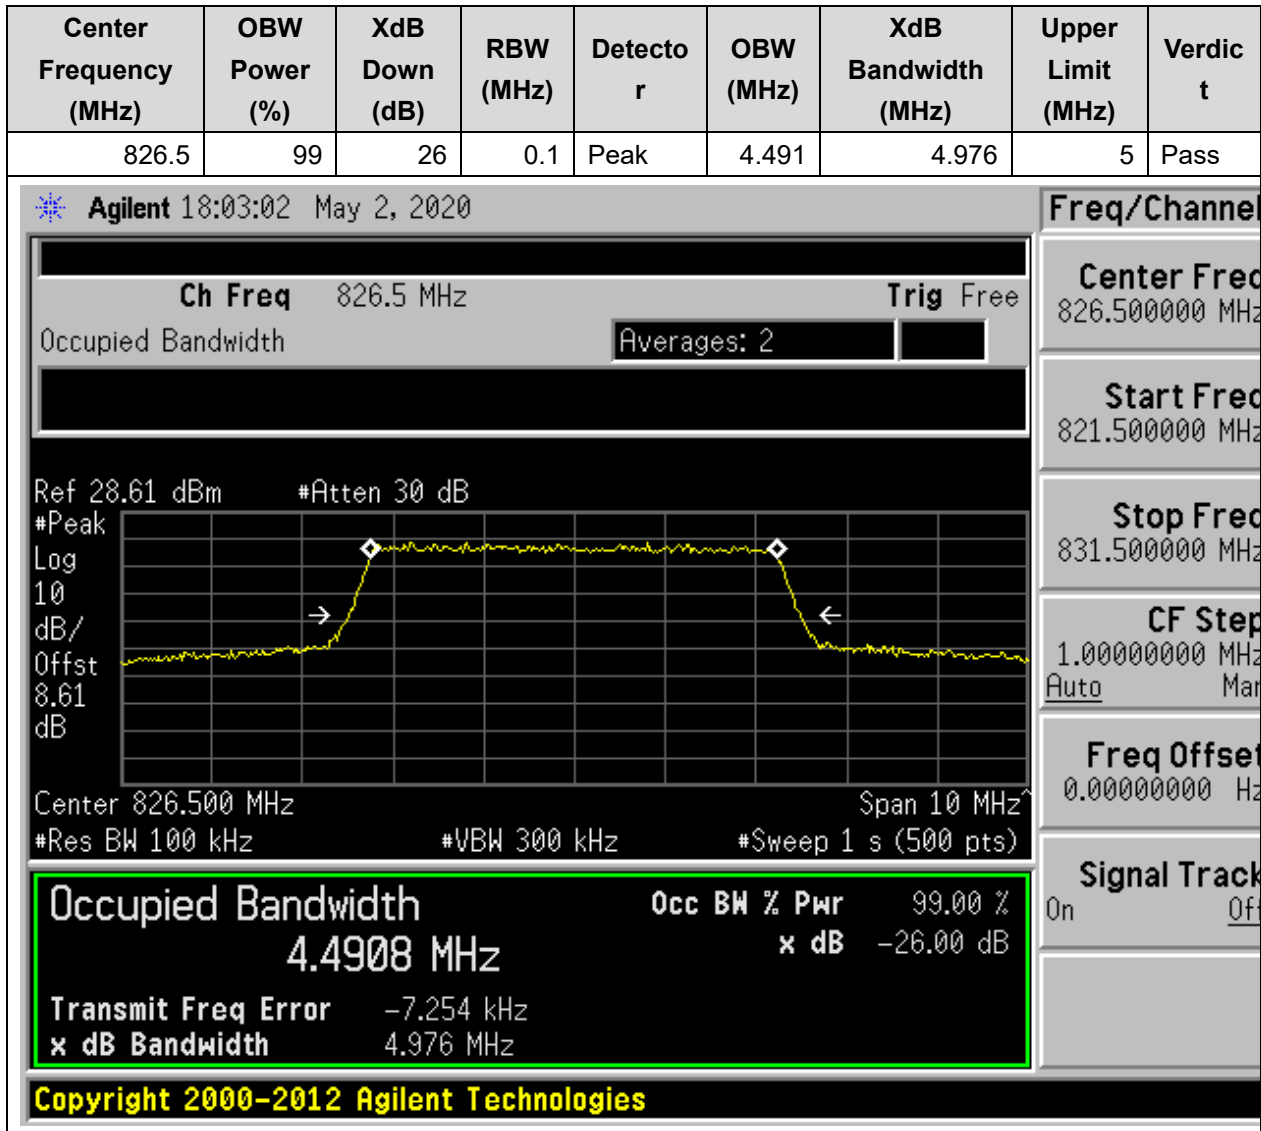 Center Frequency (MHz) OBW Power (%) XdB Down (dB) RBW (MHz) Detector OBW (MHz) XdB Bandwidth (MHz) Upper Limit (MHz) Verdict
826.5 99 26 0.1 Peak 4.491 4.976 5 Pass
Agilent 18:03:02 May 2, 2020
Freq/Channel
Ch Freq 826.5 MHz Trig Free
Occupied Bandwidth Averages: 2
Center Freq
826.500000 MHz
Start Freq
821.500000 MHz
Stop Freq
831.500000 MHz
CF Step
1.00000000 MHz
Auto Man
Freq Offset
0.00000000 Hz
Signal Track
On Off
Ref 28.61 dBm #Atten 30 dB
#Peak
Log
10
dB/
Offst
8.61
dB
Center 826.500 MHz Span 10 MHz^
#Res BW 100 kHz #VBW 300 kHz #Sweep 1 s (500 pts)
Occupied Bandwidth
4.4908 MHz
Occ BW % Pwr 99.00 %
x dB -26.00 dB
Transmit Freq Error -7.254 kHz
x dB Bandwidth 4.976 MHz
Copyright 2000-2012 Agilent Technologies